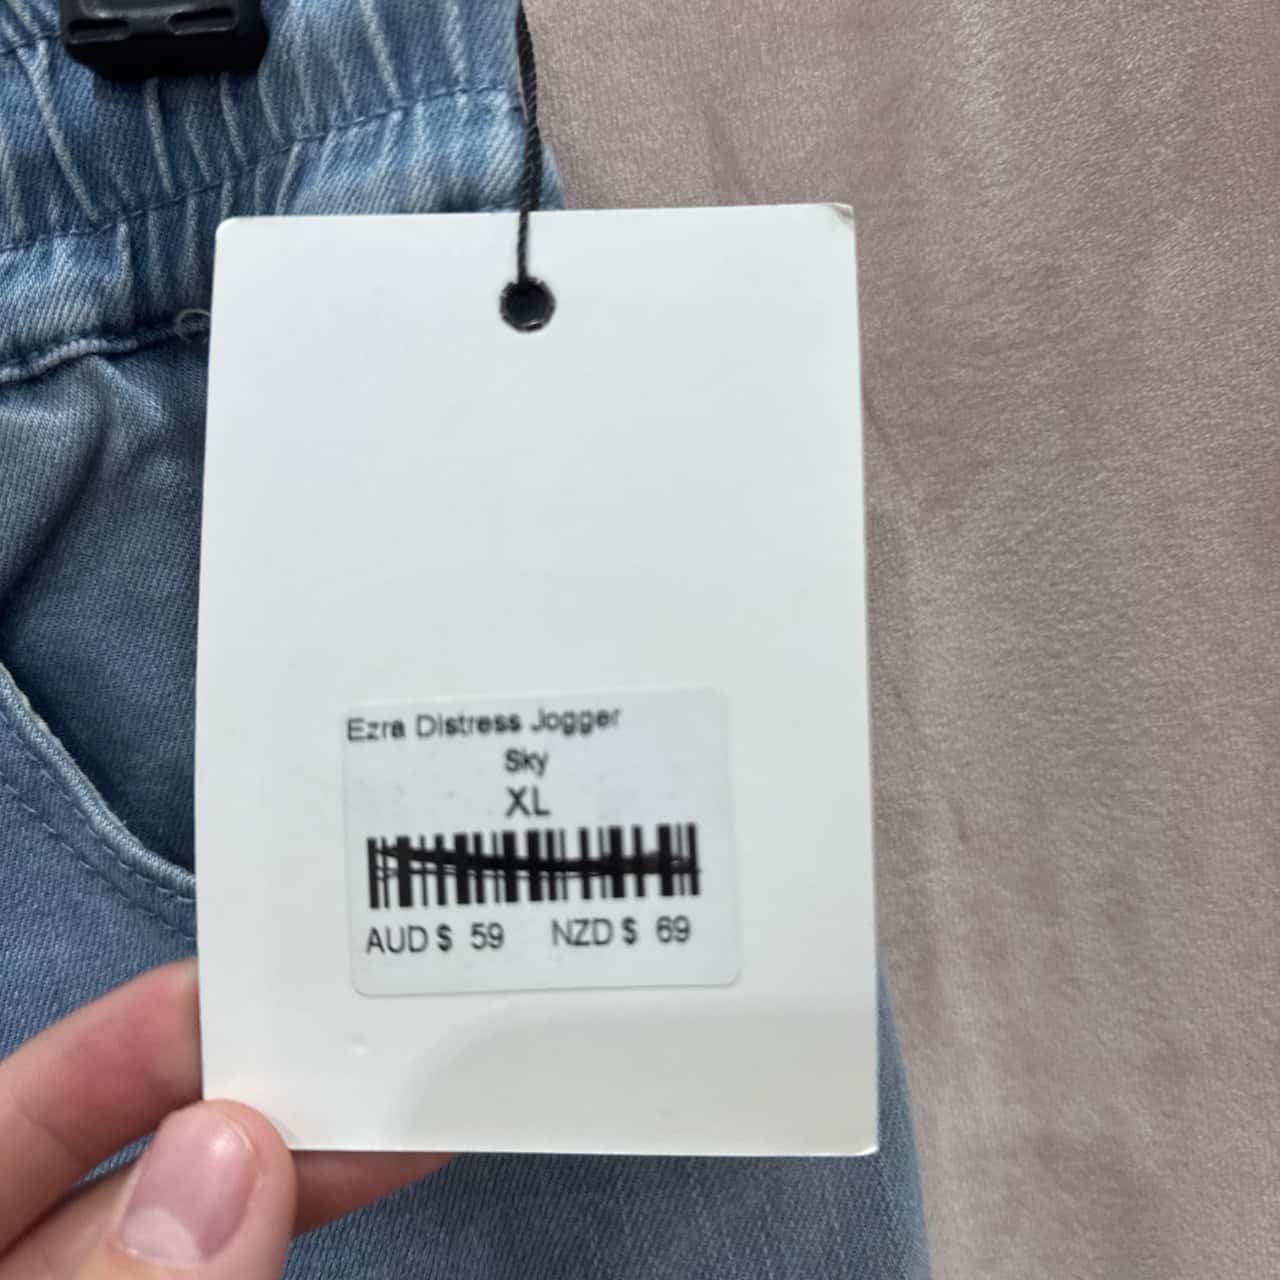 Ezra Distress Jogger
Sky
XL
AUD $ 59 NZD $ 69